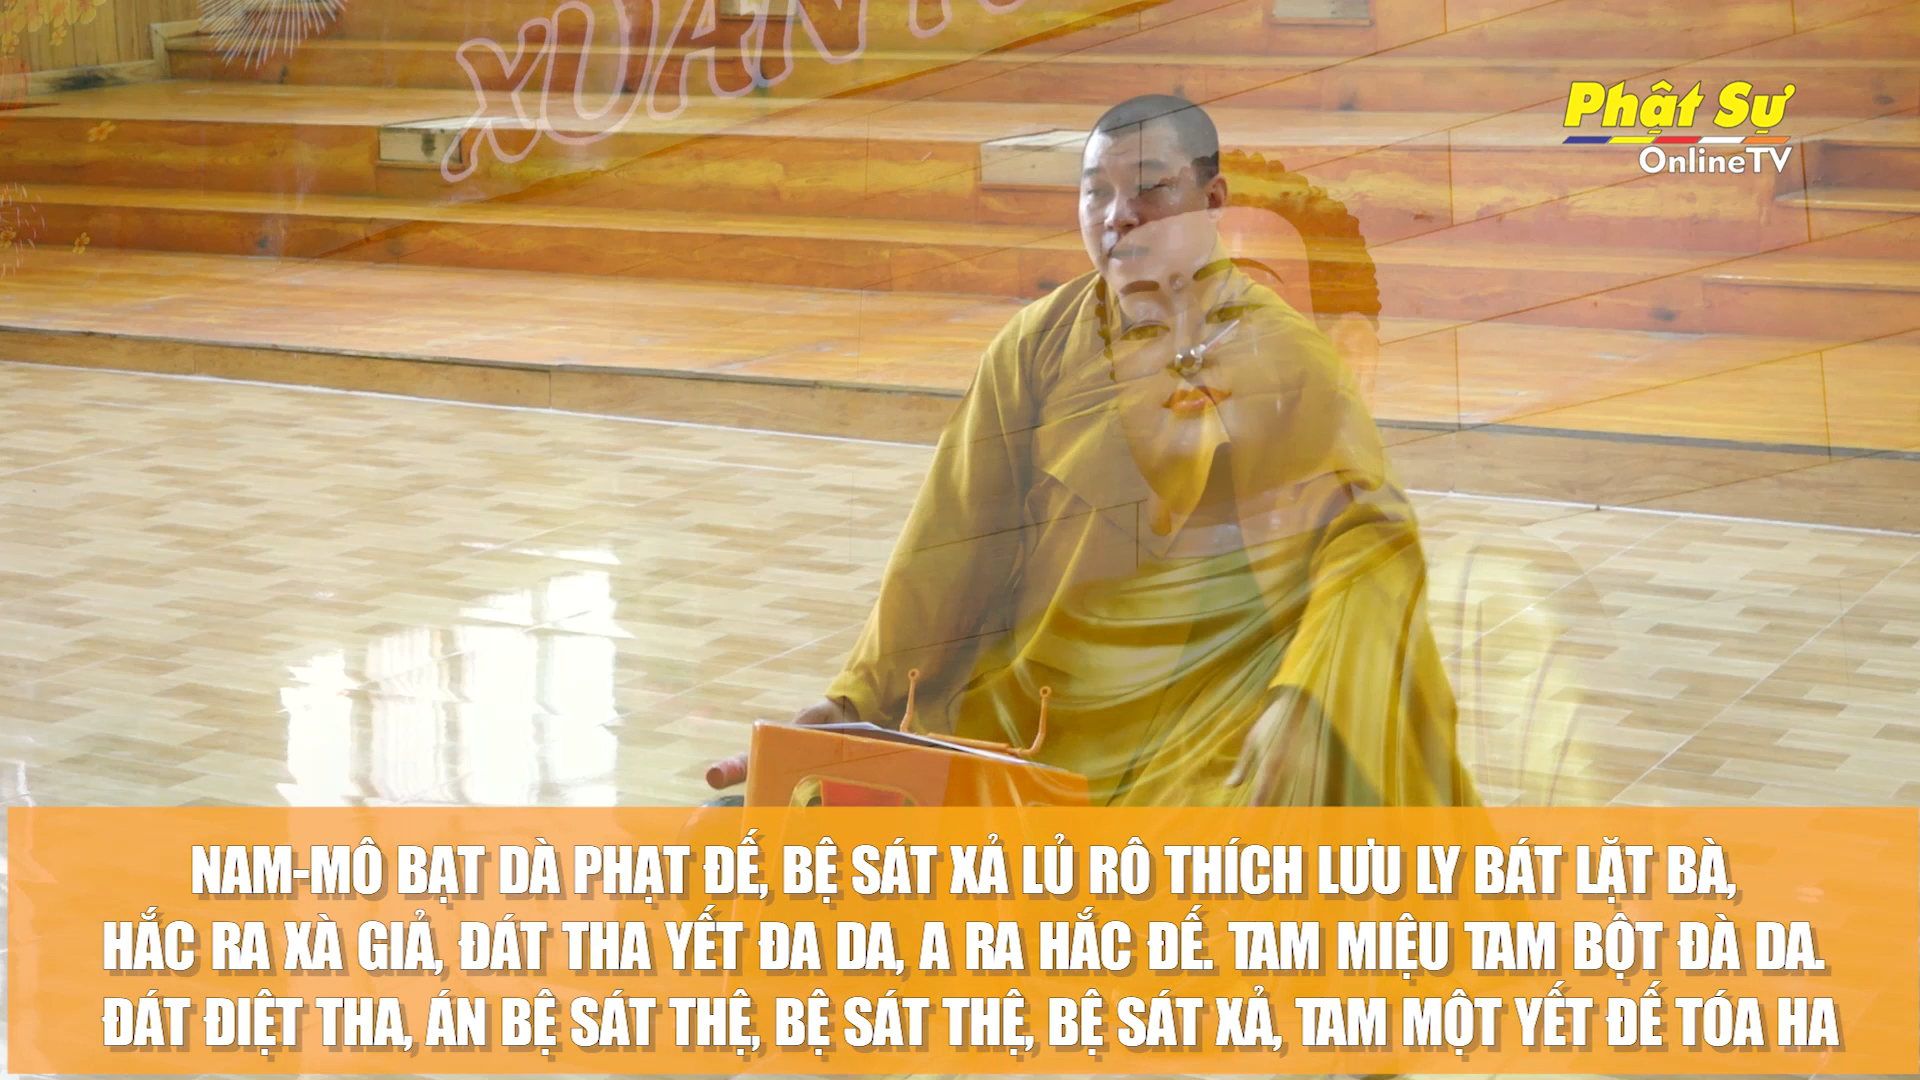 XUÂN
Phật Sự
OnlineTV
NAM-MÔ BẠT DÀ PHẠT ĐẾ, BỆ SÁT XẢ LỦ RÔ THÍCH LƯU LY BÁT LẶT BÀ,
HẮC RA XÀ GIẢ, ĐÁT THA YẾT ĐA DA, A RA HẮC ĐẾ. TAM MIỆU TAM BỘT ĐÀ DA.
ĐÁT ĐIỆT THA, ÁN BỆ SÁT THỆ, BỆ SÁT THỆ, BỆ SÁT XẢ, TAM MỘT YẾT ĐẾ TÓA HA